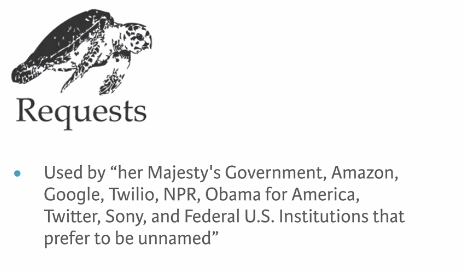 Requests
• Used by “her Majesty's Government, Amazon,
Google, Twilio, NPR, Obama for America,
Twitter, Sony, and Federal U.S. Institutions that
prefer to be unnamed”